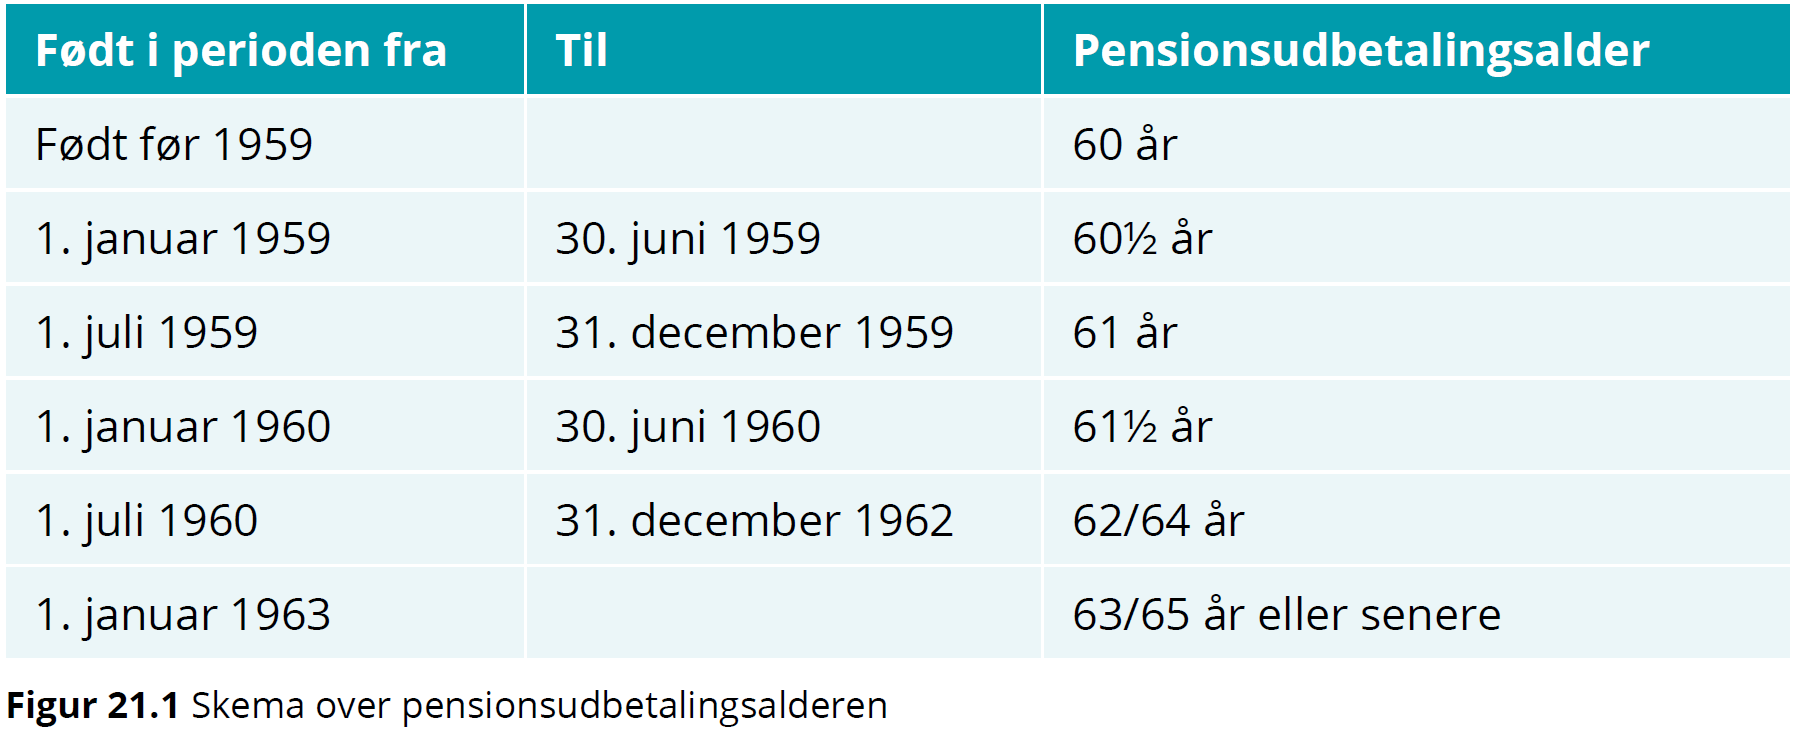 Født i perioden fra Til Pensionsudbetalingsalder
Født før 1959 60 år
1. januar 1959 30. juni 1959 60½ år
1. juli 1959 31. december 1959 61 år
1. januar 1960 30. juni 1960 61½ år
1. juli 1960 31. december 1962 62/64 år
1. januar 1963 63/65 år eller senere
Figur 21.1 Skema over pensionsudbetalingsalderen